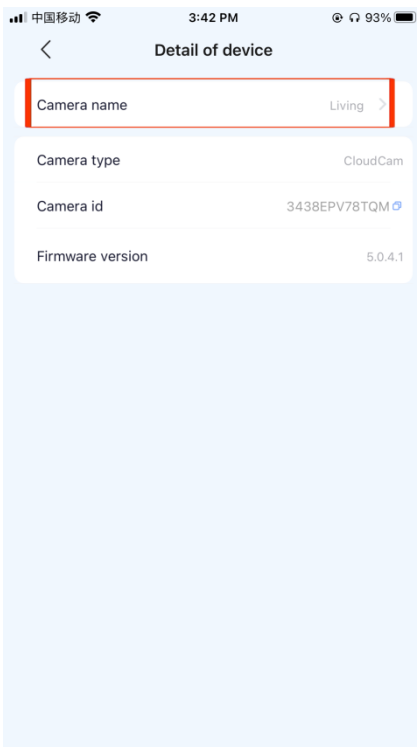 中国移动 3:42 PM 93%
Detail of device
Camera name Living
Camera type CloudCam
Camera id 3438EPV78TQM
Firmware version 5.0.4.1